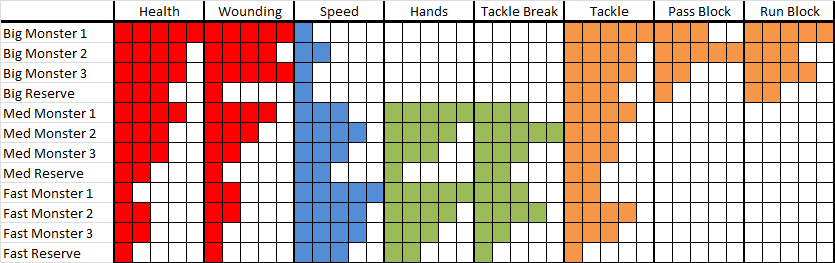 Health Wounding Speed Hands Tackle Break Tackle Pass Block Run Block
Big Monster 1
Big Monster 2
Big Monster 3
Big Reserve
Med Monster 1
Med Monster 2
Med Monster 3
Med Reserve
Fast Monster 1
Fast Monster 2
Fast Monster 3
Fast Reserve